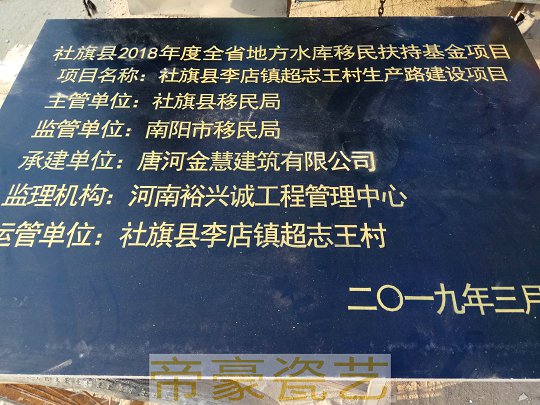 社旗县2018年度全省地方水库移民扶持基金项目
项目名称：社旗县李店镇超志王村生产路建设项目
主管单位：社旗县移民局
监管单位：南阳市移民局
承建单位：唐河金慧建筑有限公司
监理机构：河南裕兴诚工程管理中心
运管单位：社旗县李店镇超志王村
二〇一九年三月
帝豪瓷艺